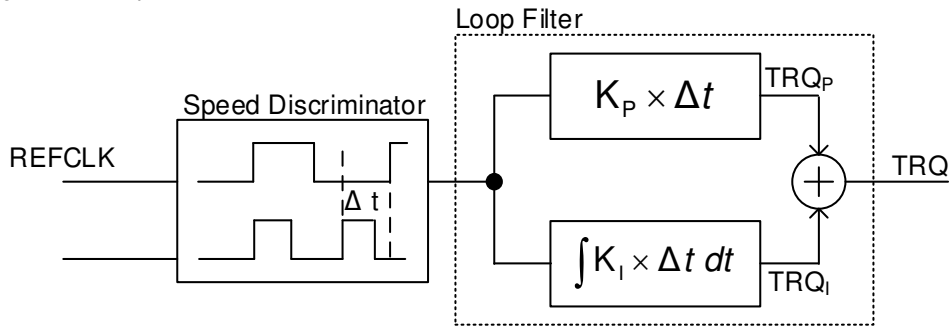 Loop Filter
Speed Discriminator
REFCLK
Δ t
K_P × Δt
TRQ_P
TRQ
∫K_I × Δt dt
TRQ_I